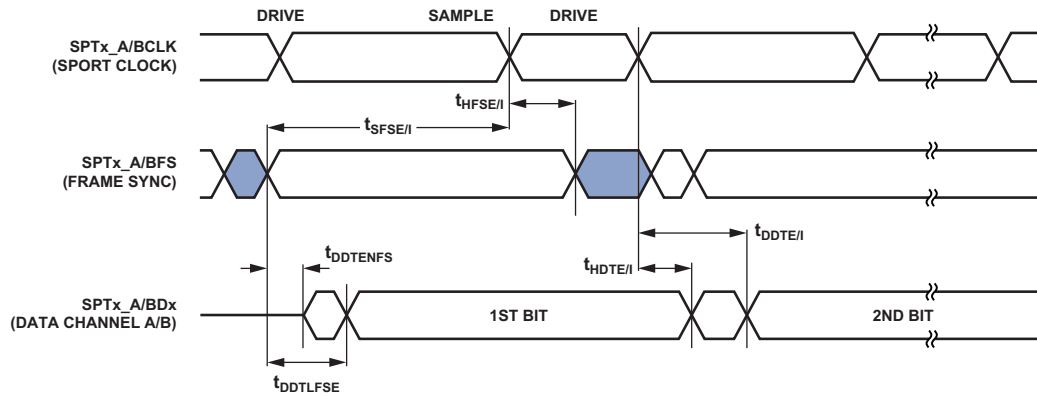 DRIVE SAMPLE DRIVE
SPTx_A/BCLK
(SPORT CLOCK)
tHFSE/I
tSFSE/I
SPTx_A/BFS
(FRAME SYNC)
tDDTE/I
tDDTENFS
tHDTE/I
SPTx_A/BDx
(DATA CHANNEL A/B)
1ST BIT
2ND BIT
tDDTLFSE